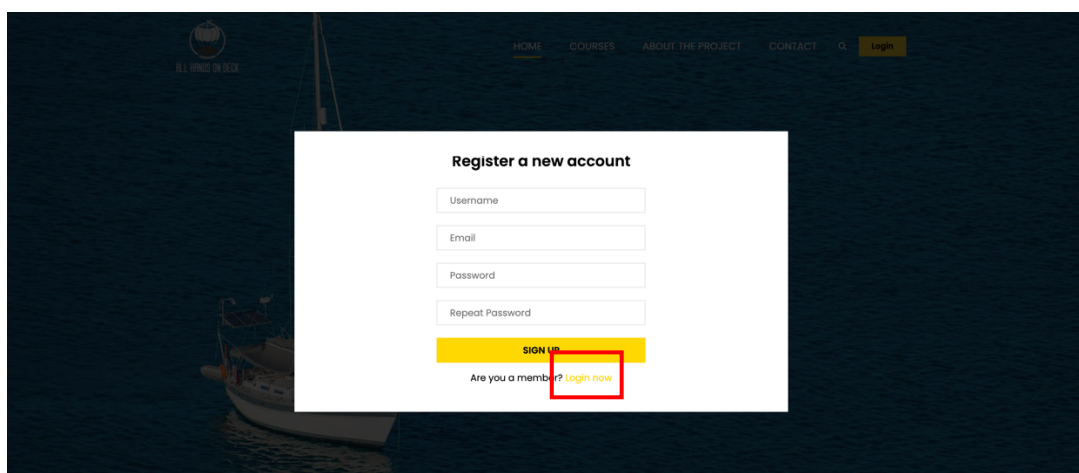 HOME COURSES ABOUT THE PROJECT CONTACT Login
ALL HANDS ON DECK
Register a new account
Username
Email
Password
Repeat Password
SIGN UP
Are you a member? Login now